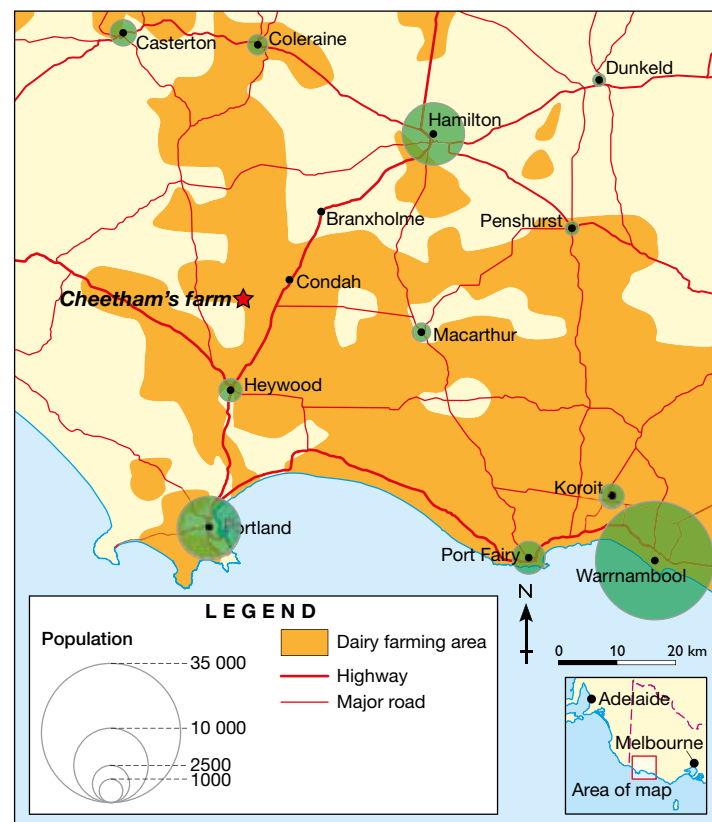 Casterton
Coleraine
Dunkeld
Hamilton
Branxholme
Penshurst
Condah
Cheetham's farm
Macarthur
Heywood
Koroit
Portland
Port Fairy
Warrnambool
N
0 10 20 km
LEGEND
Population
35 000
10 000
2500
1000
Dairy farming area
Highway
Major road
Adelaide
Melbourne
Area of map